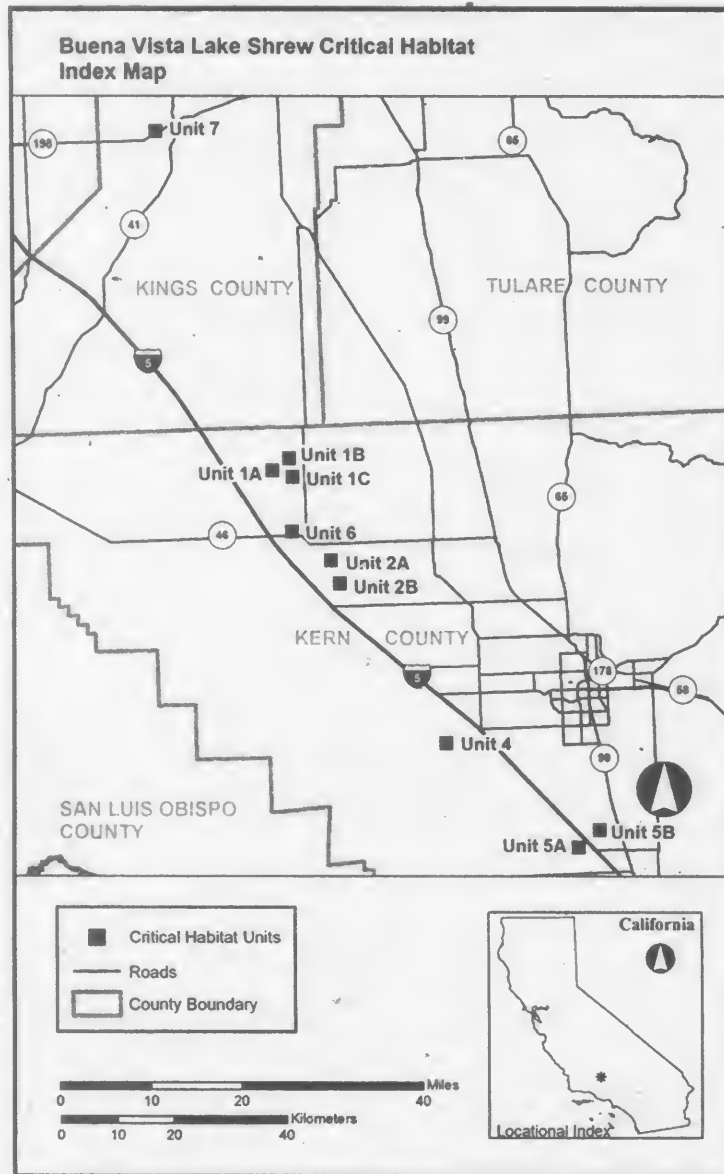 Buena Vista Lake Shrew Critical Habitat
Index Map
Unit 7
198
65
41
KINGS COUNTY
TULARE COUNTY
99
5
Unit 1B
Unit 1A
Unit 1C
65
46
Unit 6
Unit 2A
Unit 2B
KERN COUNTY
5
178
58
Unit 4
99
SAN LUIS OBISPO
COUNTY
Unit 5B
Unit 5A
Critical Habitat Units
Roads
County Boundary
California
Locational Index
Miles
0 10 20 40
Kilometers
0 10 20 40